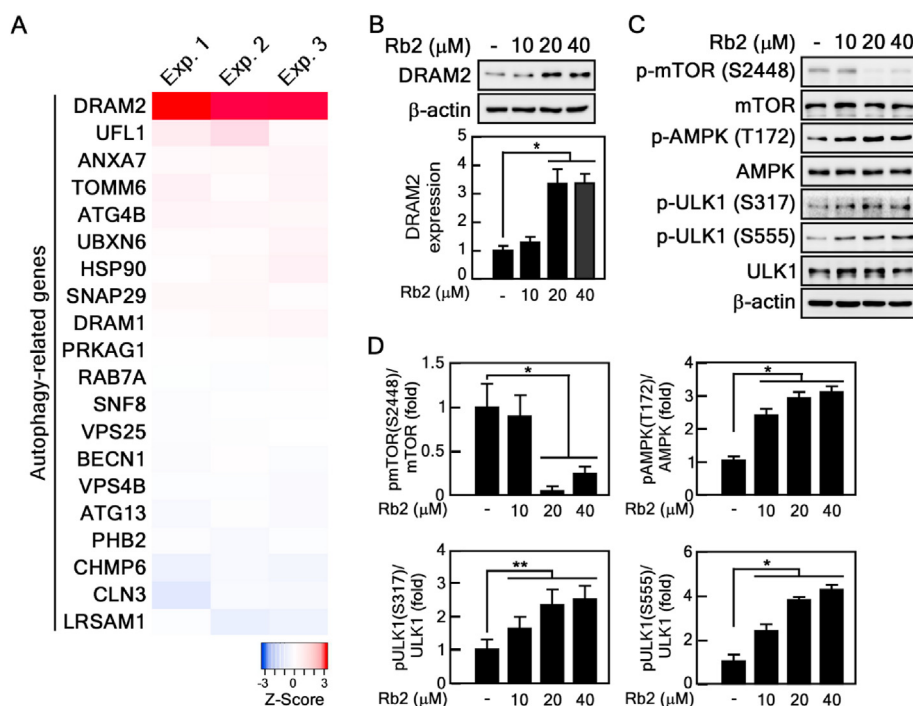 A
Exp. 1 Exp. 2 Exp. 3
Autophagy-related genes
DRAM2
UFL1
ANXA7
TOMM6
ATG4B
UBXN6
HSP90
SNAP29
DRAM1
PRKAG1
RAB7A
SNF8
VPS25
BECN1
VPS4B
ATG13
PHB2
CHMP6
CLN3
LRSAM1
-3 0 3
Z-Score
B
Rb2 (μM) - 10 20 40
DRAM2
β-actin
DRAM2
expression
5
4
3
2
1
0
*
Rb2 (μM) - 10 20 40
C
Rb2 (μM) - 10 20 40
p-mTOR (S2448)
mTOR
p-AMPK (T172)
AMPK
p-ULK1 (S317)
p-ULK1 (S555)
ULK1
β-actin
D
pmTOR(S2448)/
mTOR (fold)
1.5
1
0.5
0
*
Rb2 (μM) - 10 20 40
pAMPK(T172)/
AMPK (fold)
4
3
2
1
0
*
Rb2 (μM) - 10 20 40
pULK1(S317)/
ULK1 (fold)
4
3
2
1
0
**
Rb2 (μM) - 10 20 40
pULK1(S555)/
ULK1 (fold)
6
4
2
0
*
Rb2 (μM) - 10 20 40